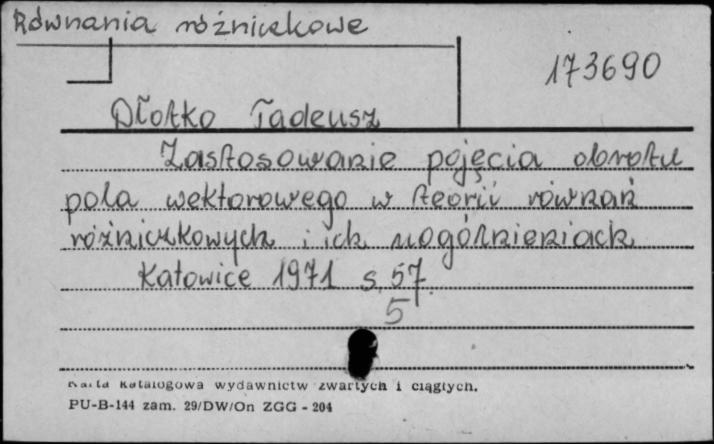 Równania różniczkowe
173690
Dłotko Tadeusz
Zastosowanie pojęcia obrotu
pola wektorowego w teorii równań
różniczkowych i ich uogólnieniach
Katowice 1971 s. 57.
5
Karta katalogowa wydawnictw zwartych i ciągłych.
PU-B-144 zam. 29/DW/On ZGG - 204